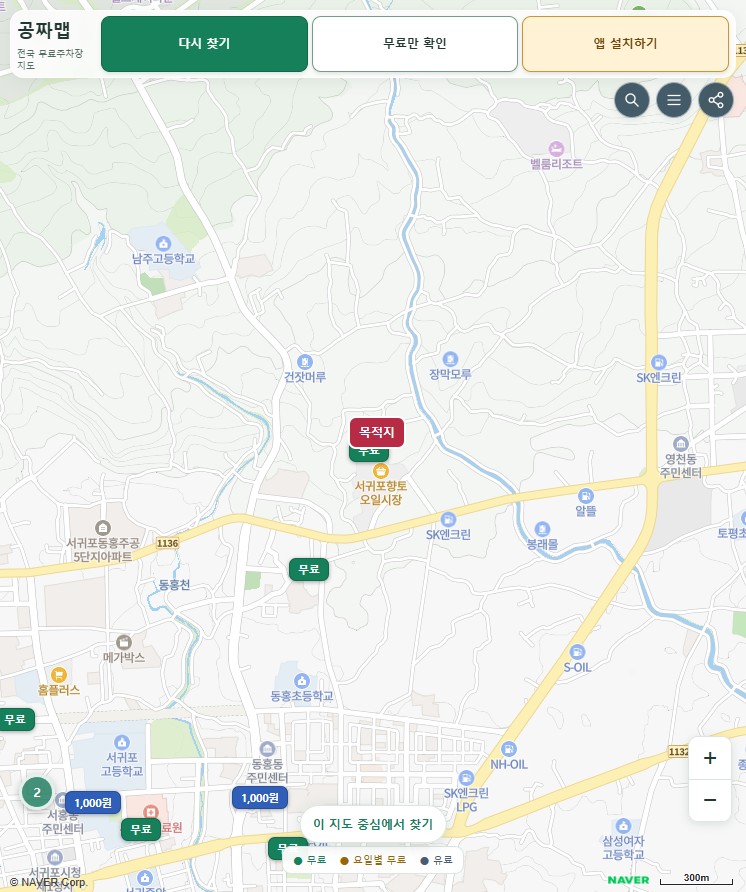 공짜맵
전국 무료주차장
지도
다시 찾기
무료만 확인
앱 설치하기
벨룸리조트
남주고등학교
건잣머루
장막모루
SK엔크린
목적지
무료
서귀포향토
오일시장
영천동
주민센터
알뜰
SK엔크린
봉래물
서귀포동홍주공
5단지아파트
1136
무료
동홍천
메가박스
S-OIL
홈플러스
동홍초등학교
무료
서귀포
고등학교
동홍동
주민센터
NH-OIL
1132
+
2
1,000원
1,000원
SK엔크린
LPG
−
서홍동
주민센터
무료
료원
이 지도 중심에서 찾기
삼성여자
고등학교
무료 요일별 무료 유료
서귀포시청
NAVER
300m
© NAVER Corp.